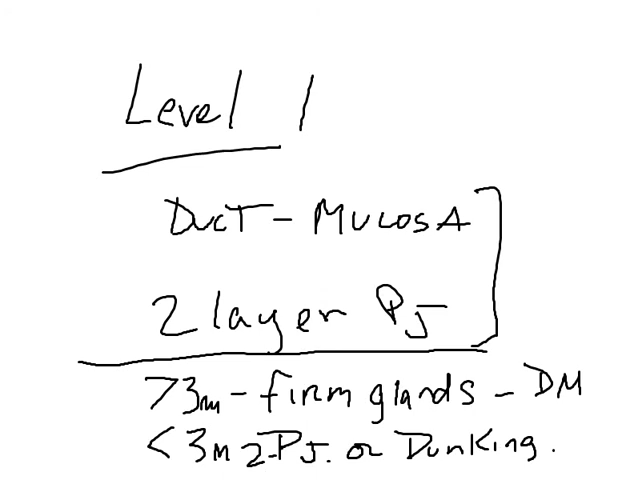 Level 1
DucT - MucosA
2 layer PJ
>3m - firm glands - DM
<3m 2-PJ. or Dunking.